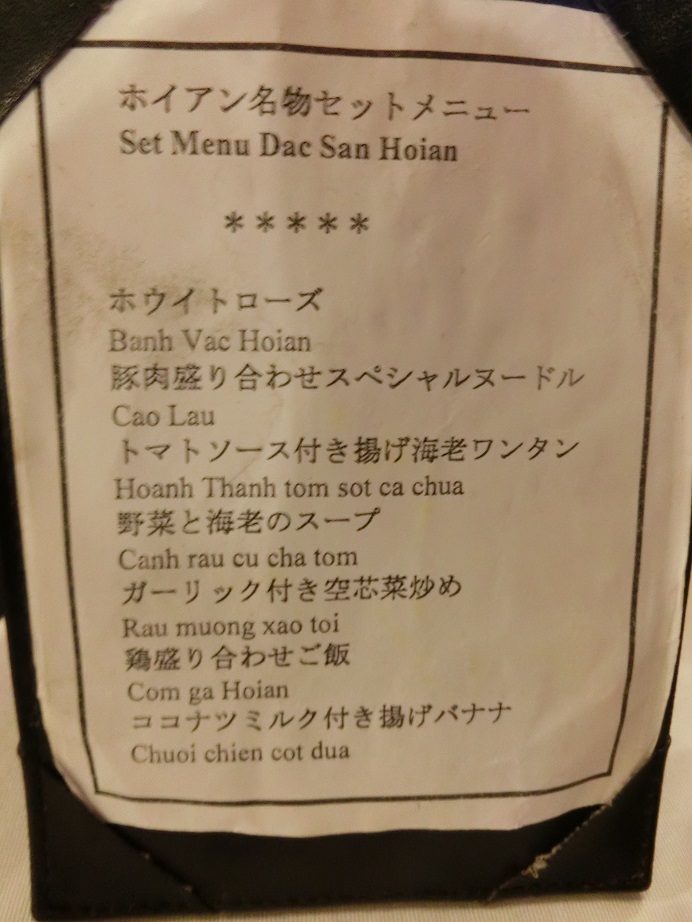 ホイアン名物セットメニュー
Set Menu Dac San Hoian
*****
ホウイトローズ
Banh Vac Hoian
豚肉盛り合わせスペシャルヌードル
Cao Lau
トマトソース付き揚げ海老ワンタン
Hoanh Thanh tom sot ca chua
野菜と海老のスープ
Canh rau cu cha tom
ガーリック付き空芯菜炒め
Rau muong xao toi
鶏盛り合わせご飯
Com ga Hoian
ココナツミルク付き揚げバナナ
Chuoi chien cot dua